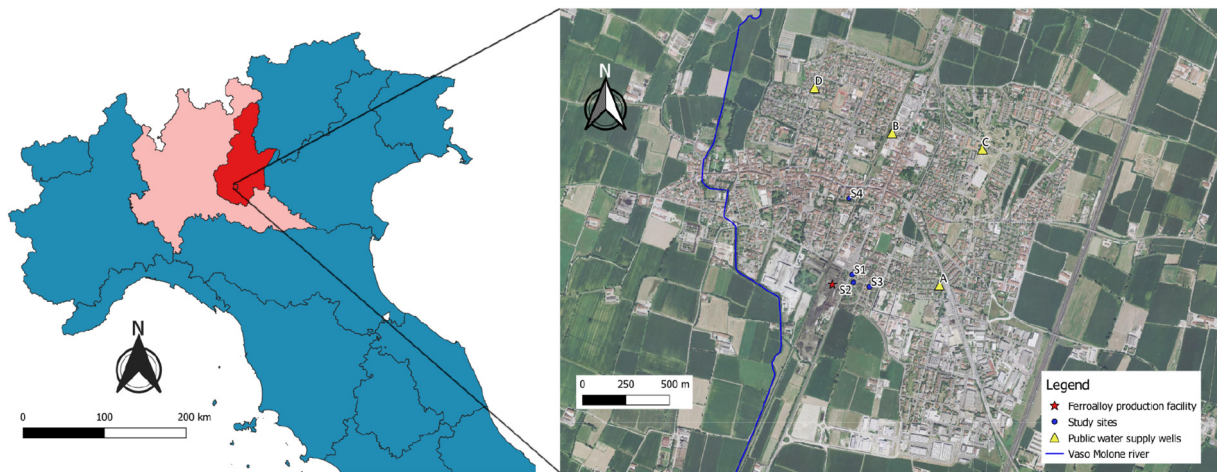 N
0 100 200 km
N
D
B
C
S4
S1
S2
S3
A
0 250 500 m
Legend
Ferroalloy production facility
Study sites
Public water supply wells
Vaso Molone river